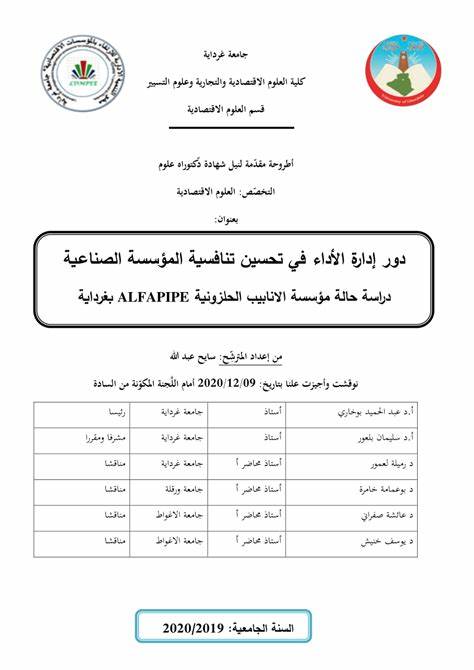 جامعة غرداية
كلية العلوم الاقتصادية والتجارية وعلوم التسيير
قسم العلوم الاقتصادية
أطروحة مقدّمة لنيل شهادة دكتوراه علوم
التخصّص: العلوم الاقتصادية
بعنوان:
دور إدارة الأداء في تحسين تنافسية المؤسسة الصناعية
دراسة حالة مؤسسة الانابيب الحلزونية ALFAPIPE بغرداية
من إعداد المترشّح: سايح عبد الله
نوقشت وأجيزت علنا بتاريخ: 2020/12/09 أمام اللّجنة المكوّنة من السادة
أ.د عبد الحميد بوخاري أستاذ جامعة غرداية رئيسا
أ.د سليمان بلعور أستاذ جامعة غرداية مشرفا ومقررا
د رميلة لعمور أستاذ محاضر أ جامعة غرداية مناقشا
د. بوعمامة خامرة أستاذ محاضر أ جامعة ورقلة مناقشا
د. عائشة صفراني أستاذ محاضر أ جامعة الاغواط مناقشا
د يوسف خنيش أستاذ محاضر أ جامعة الاغواط مناقشا
السنة الجامعية: 2020/2019